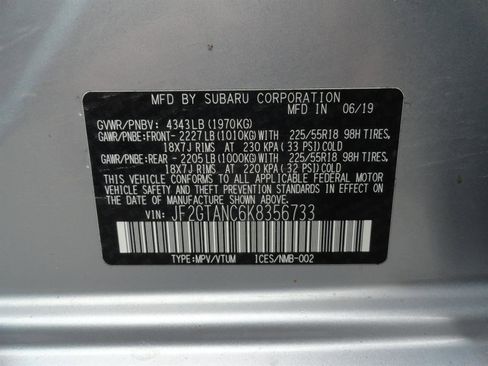 MFD BY SUBARU CORPORATION
MFD IN 06/19
GVWR/PNBV: 4343LB (1970KG)
GAWR/PNBE:FRONT- 2227 LB (1010KG) WITH 225/55R18 98H TIRES,
18X7J RIMS AT 230 KPA ( 33 PSI) COLD
GAWR/PNBE:REAR - 2205 LB (1000KG) WITH 225/55R18 98H TIRES,
18X7J RIMS AT 220 KPA ( 32 PSI) COLD
THIS VEHICLE CONFORMS TO ALL APPLICABLE FEDERAL MOTOR
VEHICLE SAFETY AND THEFT PREVENTION STANDARDS IN EFFECT ON
THE DATE OF MANUFACTURE SHOWN ABOVE.
VIN: JF2GTANC6K8356733
TYPE:MPV/VTUM ICES/NMB-002